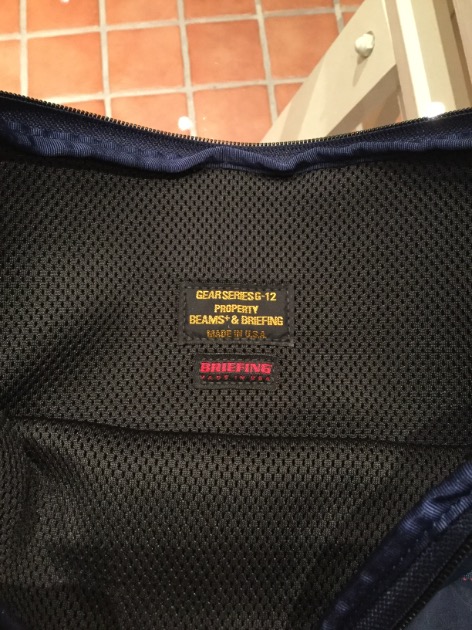 GEAR SERIES G-12
PROPERTY
BEAMS+ & BRIEFING
MADE IN U.S.A
BRIEFING
MADE IN USA